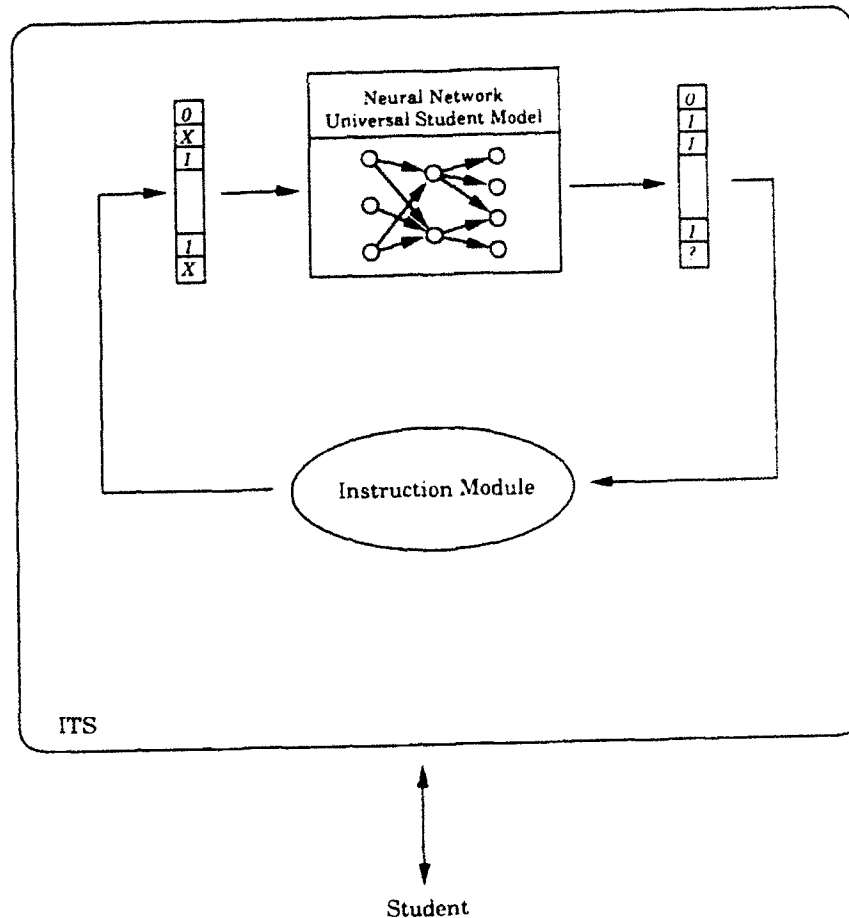 Neural Network
Universal Student Model
0
X
1
1
X
0
1
1
1
?
Instruction Module
ITS
Student